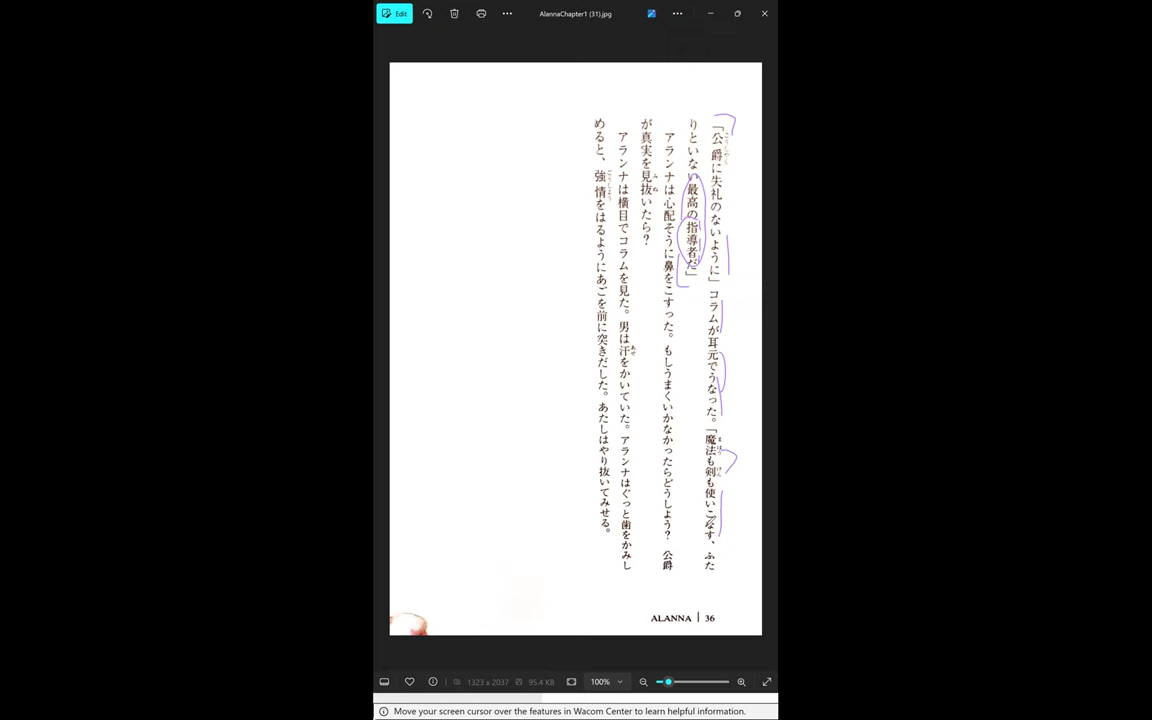 Edit
AlannaChapter1 (31).jpg
「公爵に失礼のないように」コラムが耳元でうなった。「魔法も剣も使いこなす、ふた
りといない最高の指導者だ」
アランナは心配そうに鼻をこすった。もしうまくいかなかったらどうしよう? 公爵
が真実を見抜いたら?
アランナは横目でコラムを見た。男は汗をかいていた。アランナはぐっと歯をかみし
めると、強情をはるようにあごを前に突きだした。あたしはやり抜いてみせる。
ALANNA | 36
1323 x 2037 95.4 KB 100%
Move your screen cursor over the features in Wacom Center to learn helpful information.